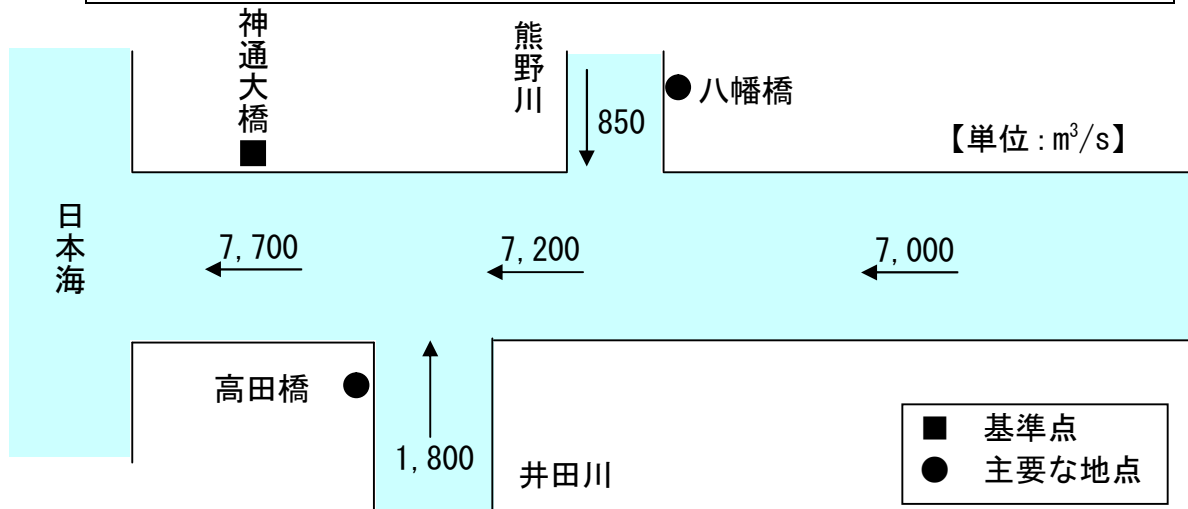 神通大橋
熊野川
八幡橋
850
【単位:m³/s】
日本海
7,700
7,200
7,000
高田橋
1,800
井田川
■ 基準点
● 主要な地点